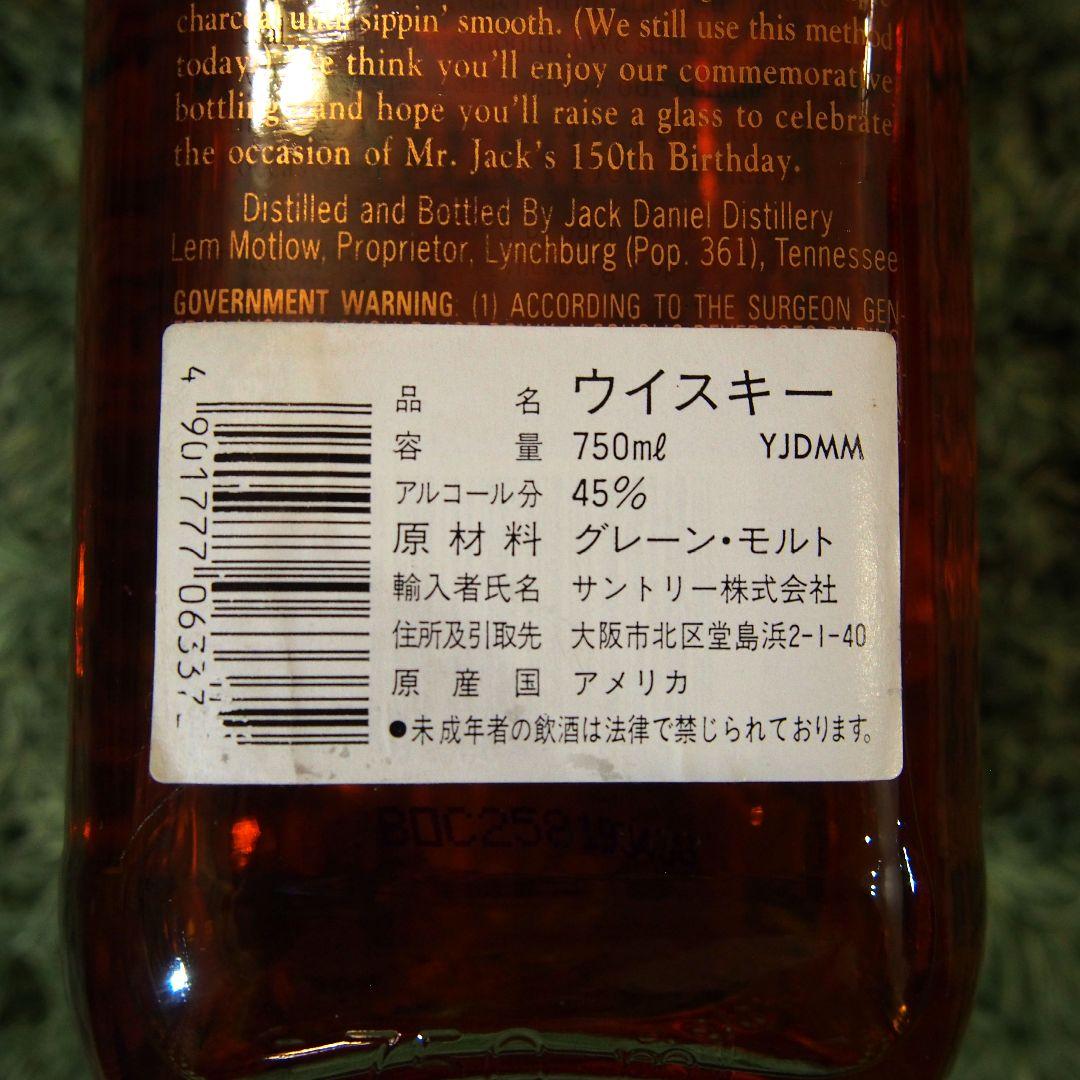 charcoal until sippin' smooth. (We still use this method
today.) We think you'll enjoy our commemorative
bottling and hope you'll raise a glass to celebrate
the occasion of Mr. Jack's 150th Birthday.
Distilled and Bottled By Jack Daniel Distillery
Lem Motlow, Proprietor, Lynchburg (Pop. 361), Tennessee
GOVERNMENT WARNING. (1) ACCORDING TO THE SURGEON GEN-
品名 ウイスキー
容量 750mℓ YJDMM
アルコール分 45%
原材料 グレーン・モルト
輸入者氏名 サントリー株式会社
住所及引取先 大阪市北区堂島浜2-1-40
原産国 アメリカ
●未成年者の飲酒は法律で禁じられております。
4 901777 06337